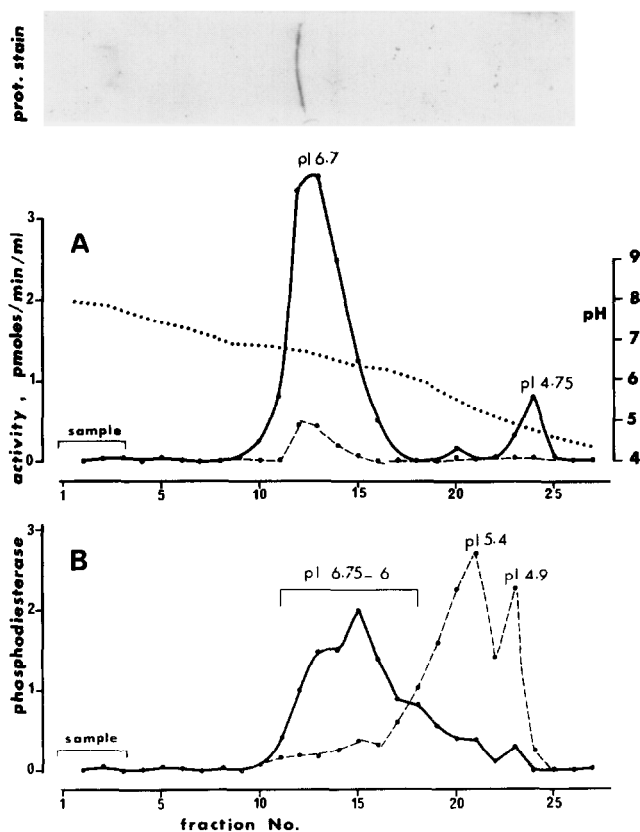 prot. stain
pI 6.7
A
activity, pmoles/min/ml
3
2
1
0
9
8
7
6
5
4
pH
pI 4.75
sample
1 5 10 15 20 25
B
phosphodiesterase
3
2
1
0
pI 6.75-6
pI 5.4
pI 4.9
sample
1 5 10 15 20 25
fraction No.